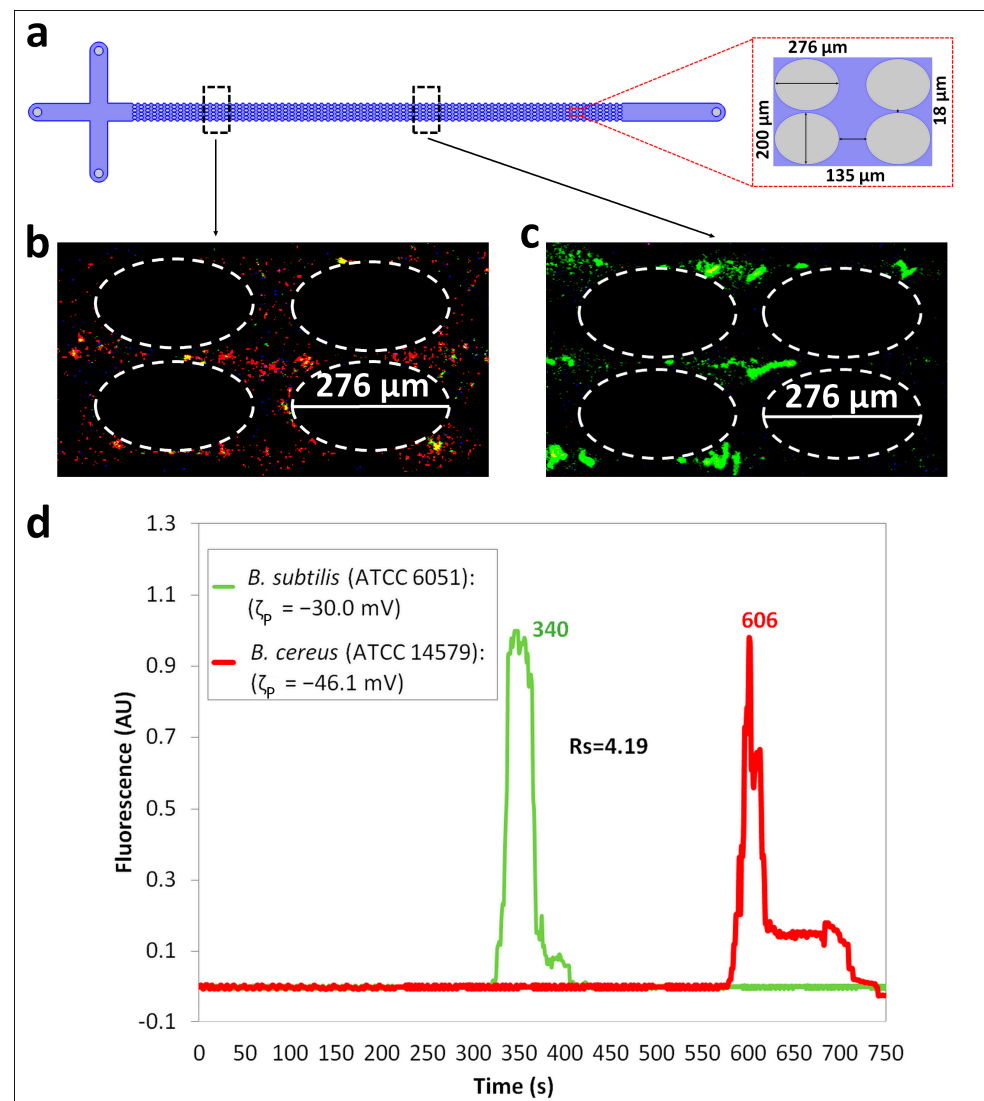 a
276 µm
200 µm
18 µm
135 µm
b
276 µm
c
276 µm
d
Fluorescence (AU)
1.3
1.1
0.9
0.7
0.5
0.3
0.1
-0.1
B. subtilis (ATCC 6051):
(ζP = −30.0 mV)
B. cereus (ATCC 14579):
(ζP = −46.1 mV)
340
606
Rs=4.19
0 50 100 150 200 250 300 350 400 450 500 550 600 650 700 750
Time (s)